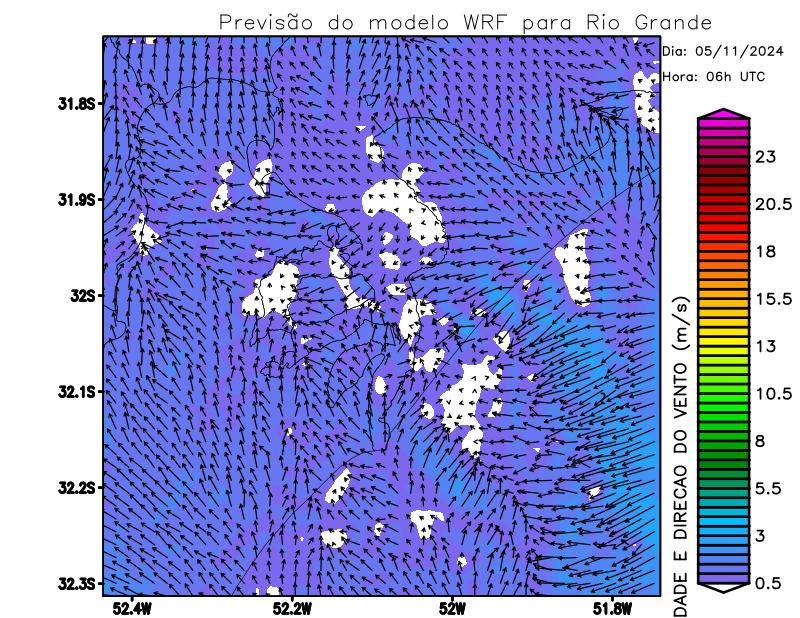 Previsão do modelo WRF para Rio Grande
Dia: 05/11/2024
Hora: 06h UTC
31.8S
31.9S
32S
32.1S
32.2S
32.3S
52.4W
52.2W
52W
51.8W
DADE E DIRECAO DO VENTO (m/s)
23
20.5
18
15.5
13
10.5
8
5.5
3
0.5